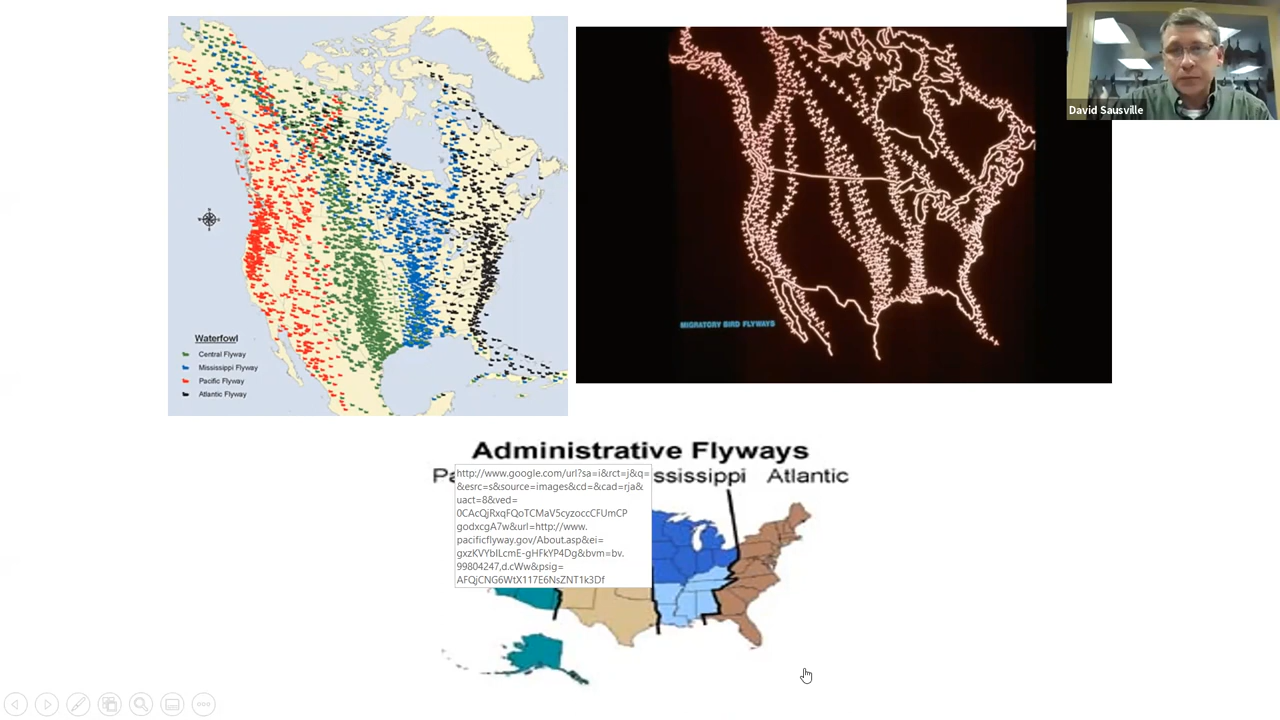 David Sausville
Waterfowl
Central Flyway
Mississippi Flyway
Pacific Flyway
Atlantic Flyway
MIGRATORY BIRD FLYWAYS
Administrative Flyways
Pa ssissippi Atlantic
http://www.google.com/url?sa=i&rct=j&q=
&esrc=s&source=images&cd=&cad=rja&
uact=8&ved=
0CAcQjRxqFQoTCMaV5cyzoccCFUmCP
godxcgA7w&url=http://www.
pacificflyway.gov/About.asp&ei=
gxzKVYbILcmE-gHFkYP4Dg&bvm=bv.
99804247,d.cWw&psig=
AFQjCNG6WtX117E6NsZNT1k3Df